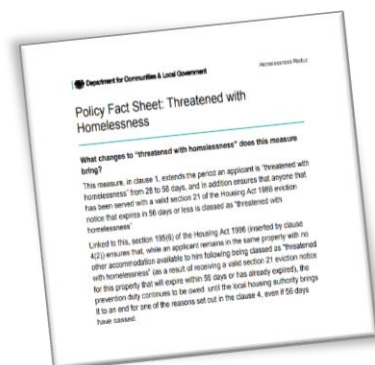 Department for Communities & Local Government
Homelessness Reduc
Policy Fact Sheet: Threatened with
Homelessness
What changes to "threatened with homelessness" does this measure
bring?
This measure, in clause 1, extends the period an applicant is "threatened with
homelessness" from 28 to 56 days, and in addition ensures that anyone that
has been served with a valid section 21 of the Housing Act 1988 eviction
notice that expires in 56 days or less is classed as "threatened with
homelessness".
Linked to this, section 195(6) of the Housing Act 1996 (inserted by clause
4(2)) ensures that, while an applicant remains in the same property with no
other accommodation available to him following being classed as "threatened
with homelessness" (as a result of receiving a valid section 21 eviction notice
for this property that will expire within 56 days or has already expired), the
prevention duty continues to be owed until the local housing authority brings
it to an end for one of the reasons set out in the clause 4, even if 56 days
have passed.